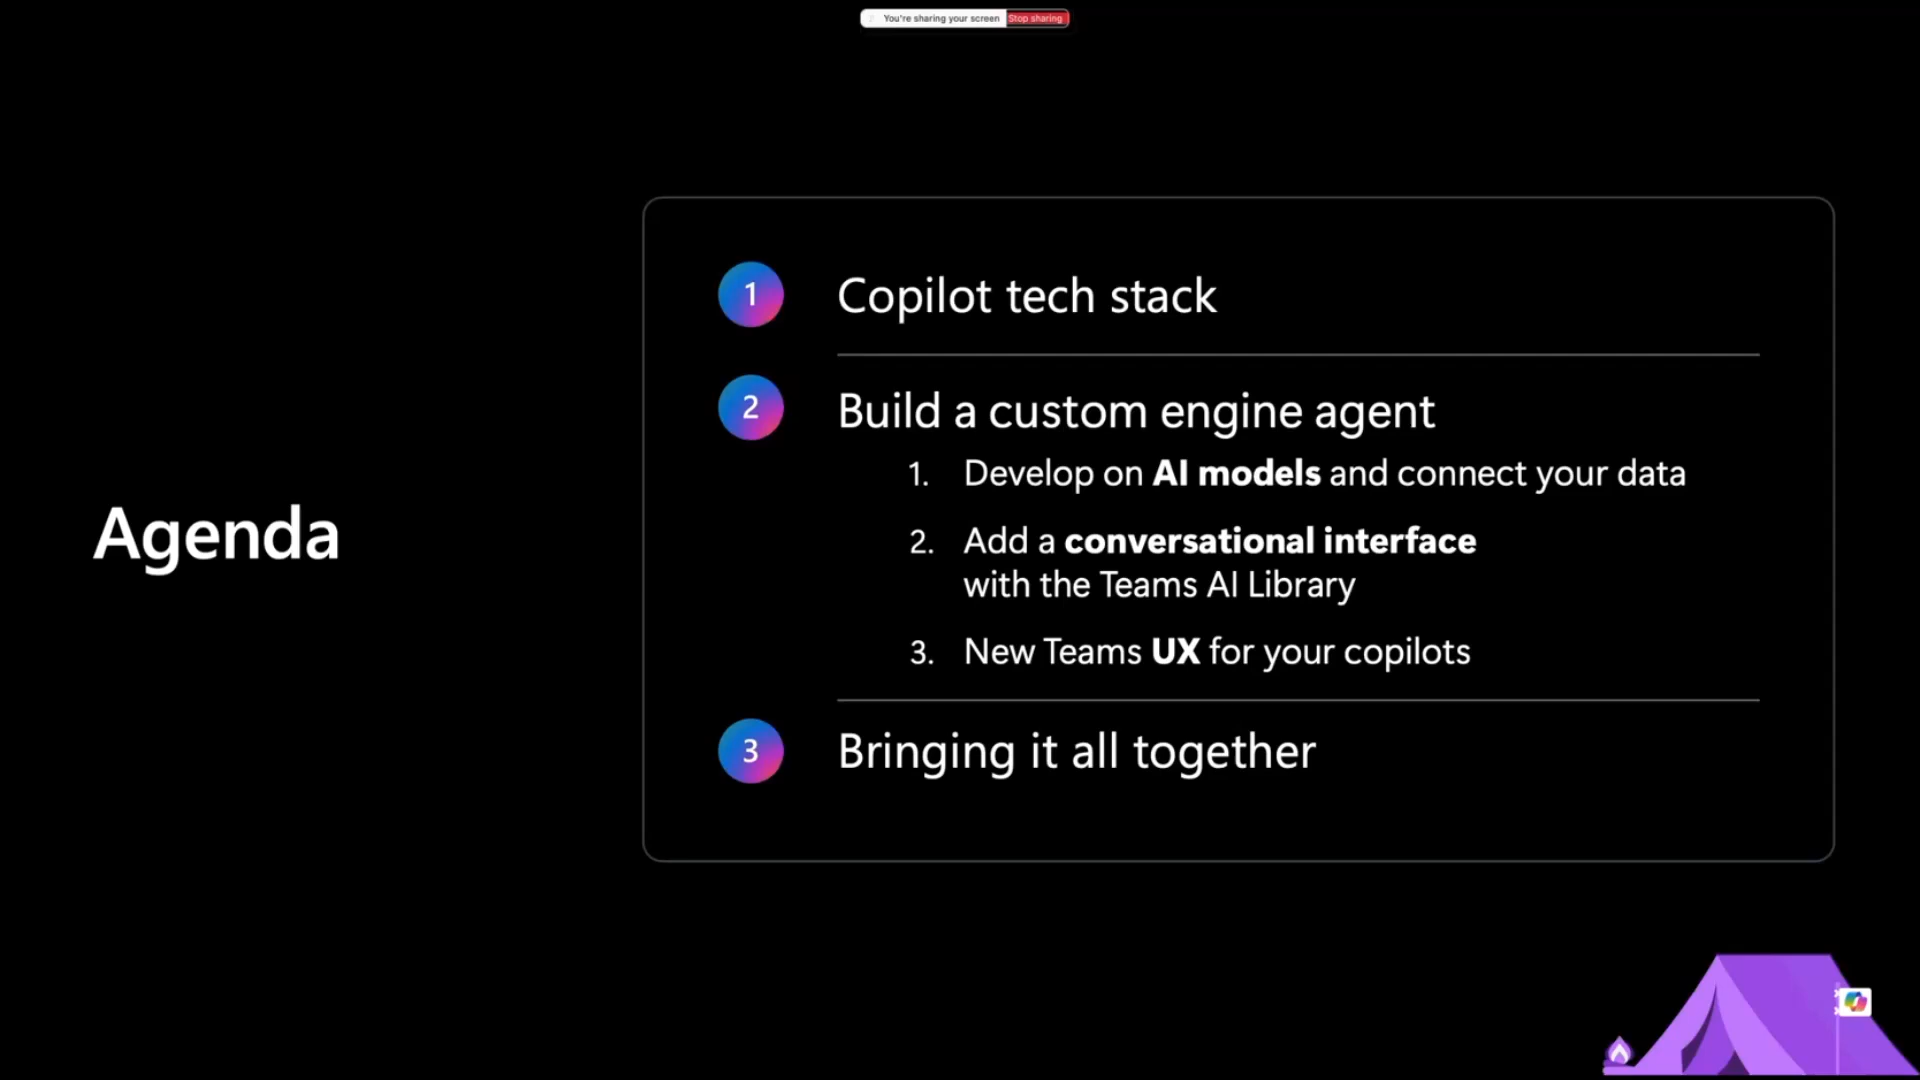 You're sharing your screen Stop sharing
Agenda
1 Copilot tech stack
2 Build a custom engine agent
1. Develop on AI models and connect your data
2. Add a conversational interface
with the Teams AI Library
3. New Teams UX for your copilots
3 Bringing it all together